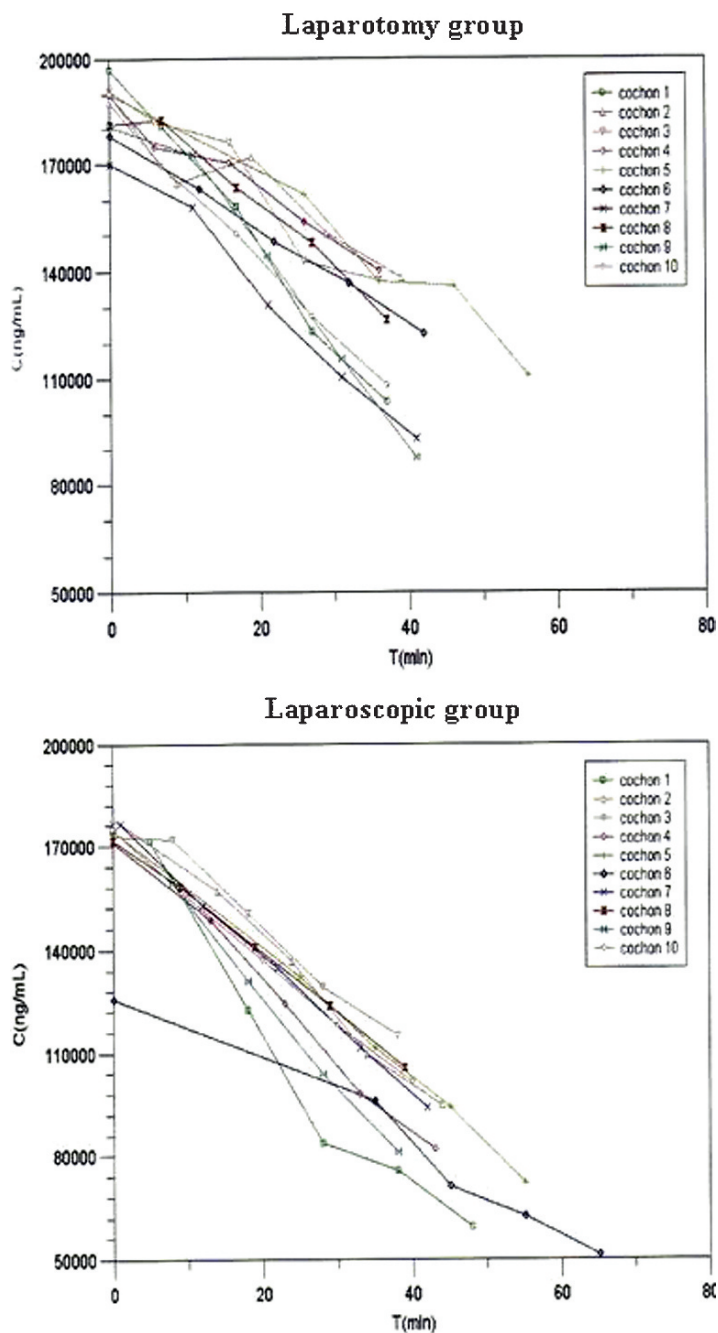 Laparotomy group
200000
170000
140000
110000
80000
50000
C(ng/mL)
0
20
40
60
80
T(min)
cochon 1
cochon 2
cochon 3
cochon 4
cochon 5
cochon 6
cochon 7
cochon 8
cochon 9
cochon 10
Laparoscopic group
200000
170000
140000
110000
80000
50000
C(ng/mL)
0
20
40
60
80
T(min)
cochon 1
cochon 2
cochon 3
cochon 4
cochon 5
cochon 6
cochon 7
cochon 8
cochon 9
cochon 10